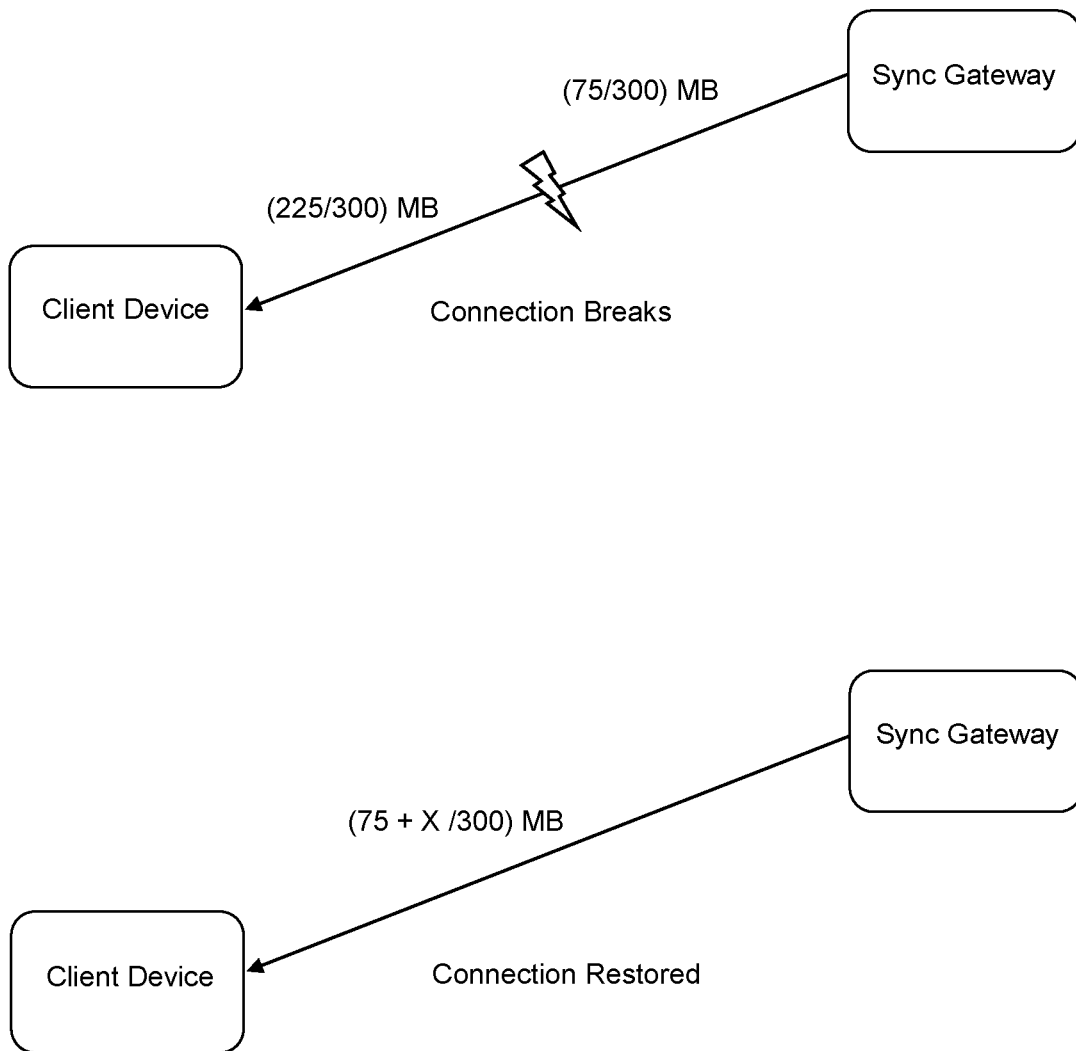 Sync Gateway
(75/300) MB
(225/300) MB
Client Device
Connection Breaks
Sync Gateway
(75 + X /300) MB
Client Device
Connection Restored